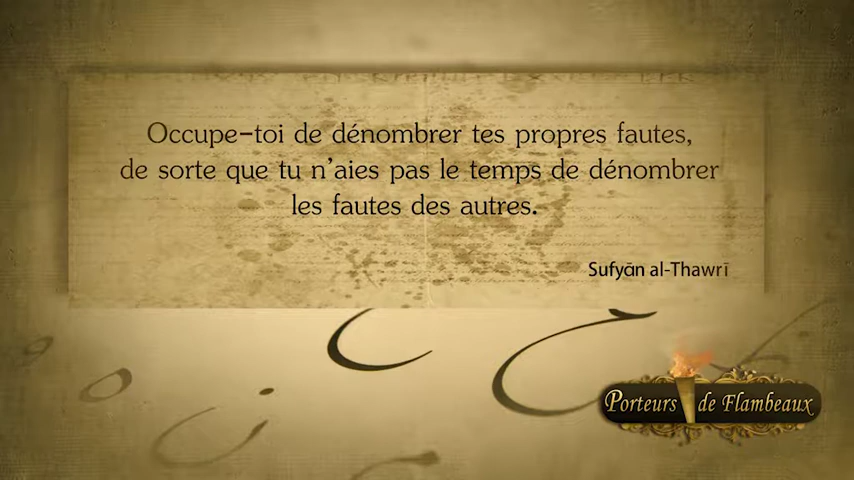 Occupe-toi de dénombrer tes propres fautes,
de sorte que tu n'aies pas le temps de dénombrer
les fautes des autres.
Sufyān al-Thawrī
Porteurs de Flambeaux